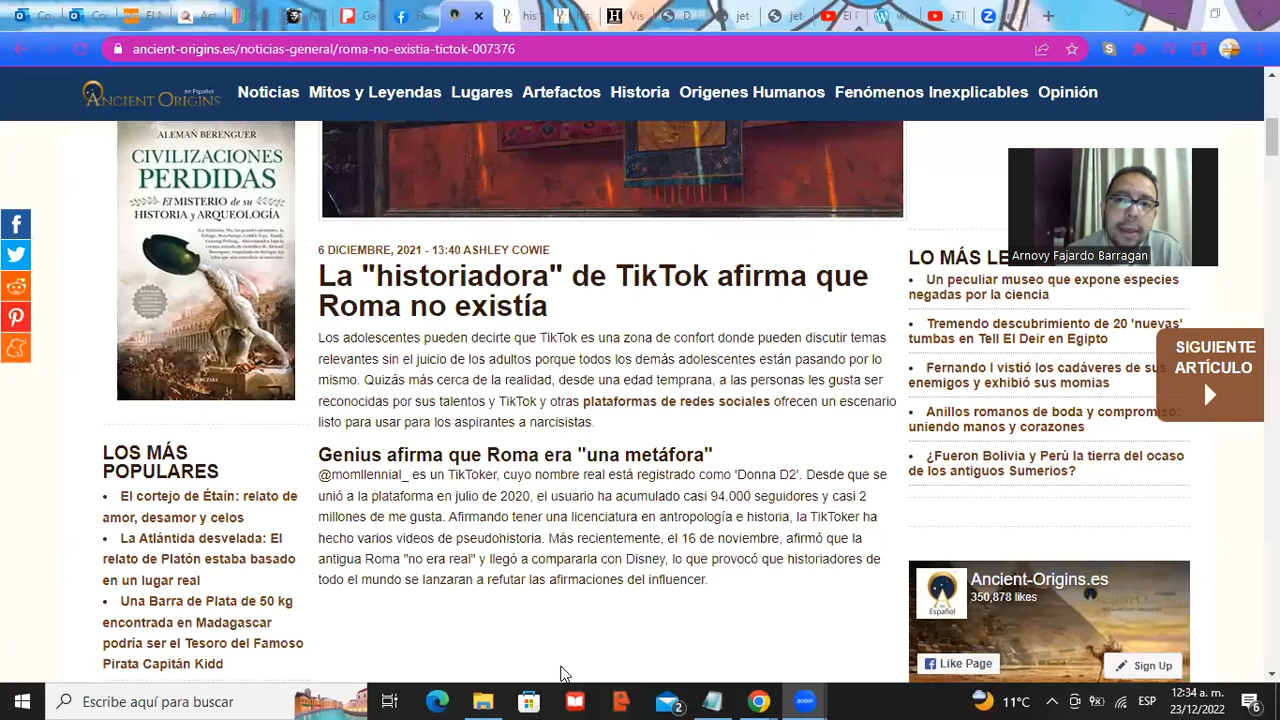 ancient-origins.es/noticias-general/roma-no-existia-tictok-007376
en Español
ANCIENT ORIGINS
Noticias Mitos y Leyendas Lugares Artefactos Historia Origenes Humanos Fenómenos Inexplicables Opinión
ALEMAÑ BERENGUER
CIVILIZACIONES
PERDIDAS
EL MISTERIO de su
HISTORIA y ARQUEOLOGÍA
LOS MÁS
POPULARES
El cortejo de Étaín: relato de
amor, desamor y celos
La Atlántida desvelada: El
relato de Platón estaba basado
en un lugar real
Una Barra de Plata de 50 kg
encontrada en Madagascar
podría ser el Tesoro del Famoso
Pirata Capitán Kidd
6 DICIEMBRE, 2021 - 13:40 ASHLEY COWIE
La "historiadora" de TikTok afirma que
Roma no existía
Los adolescentes pueden decirte que TikTok es una zona de confort donde pueden discutir temas
relevantes sin el juicio de los adultos porque todos los demás adolescentes están pasando por lo
mismo. Quizás más cerca de la realidad, desde una edad temprana, a las personas les gusta ser
reconocidas por sus talentos y TikTok y otras plataformas de redes sociales ofrecen un escenario
listo para usar para los aspirantes a narcisistas.
Genius afirma que Roma era "una metáfora"
@momllennial_ es un TikToker, cuyo nombre real está registrado como 'Donna D2'. Desde que se
unió a la plataforma en julio de 2020, el usuario ha acumulado casi 94.000 seguidores y casi 2
millones de me gusta. Afirmando tener una licenciatura en antropología e historia, la TikToker ha
hecho varios videos de pseudohistoria. Más recientemente, el 16 de noviembre, afirmó que la
antigua Roma "no era real" y llegó a compararla con Disney, lo que provocó que historiadores de
todo el mundo se lanzaran a refutar las afirmaciones del influencer.
Arnovy Fajardo Barragan
LO MÁS LE
Un peculiar museo que expone especies
negadas por la ciencia
Tremendo descubrimiento de 20 'nuevas'
tumbas en Tell El Deir en Egipto
Fernando I vistió los cadáveres de sus
enemigos y exhibió sus momias
Anillos romanos de boda y compromiso:
uniendo manos y corazones
¿Fueron Bolivia y Perú la tierra del ocaso
de los antiguos Sumerios?
SIGUIENTE
ARTÍCULO
Ancient-Origins.es
350,878 likes
Español
Like Page
Sign Up
Escribe aquí para buscar
zoom
2
11°C
ESP
12:34 a. m.
23/12/2022
6